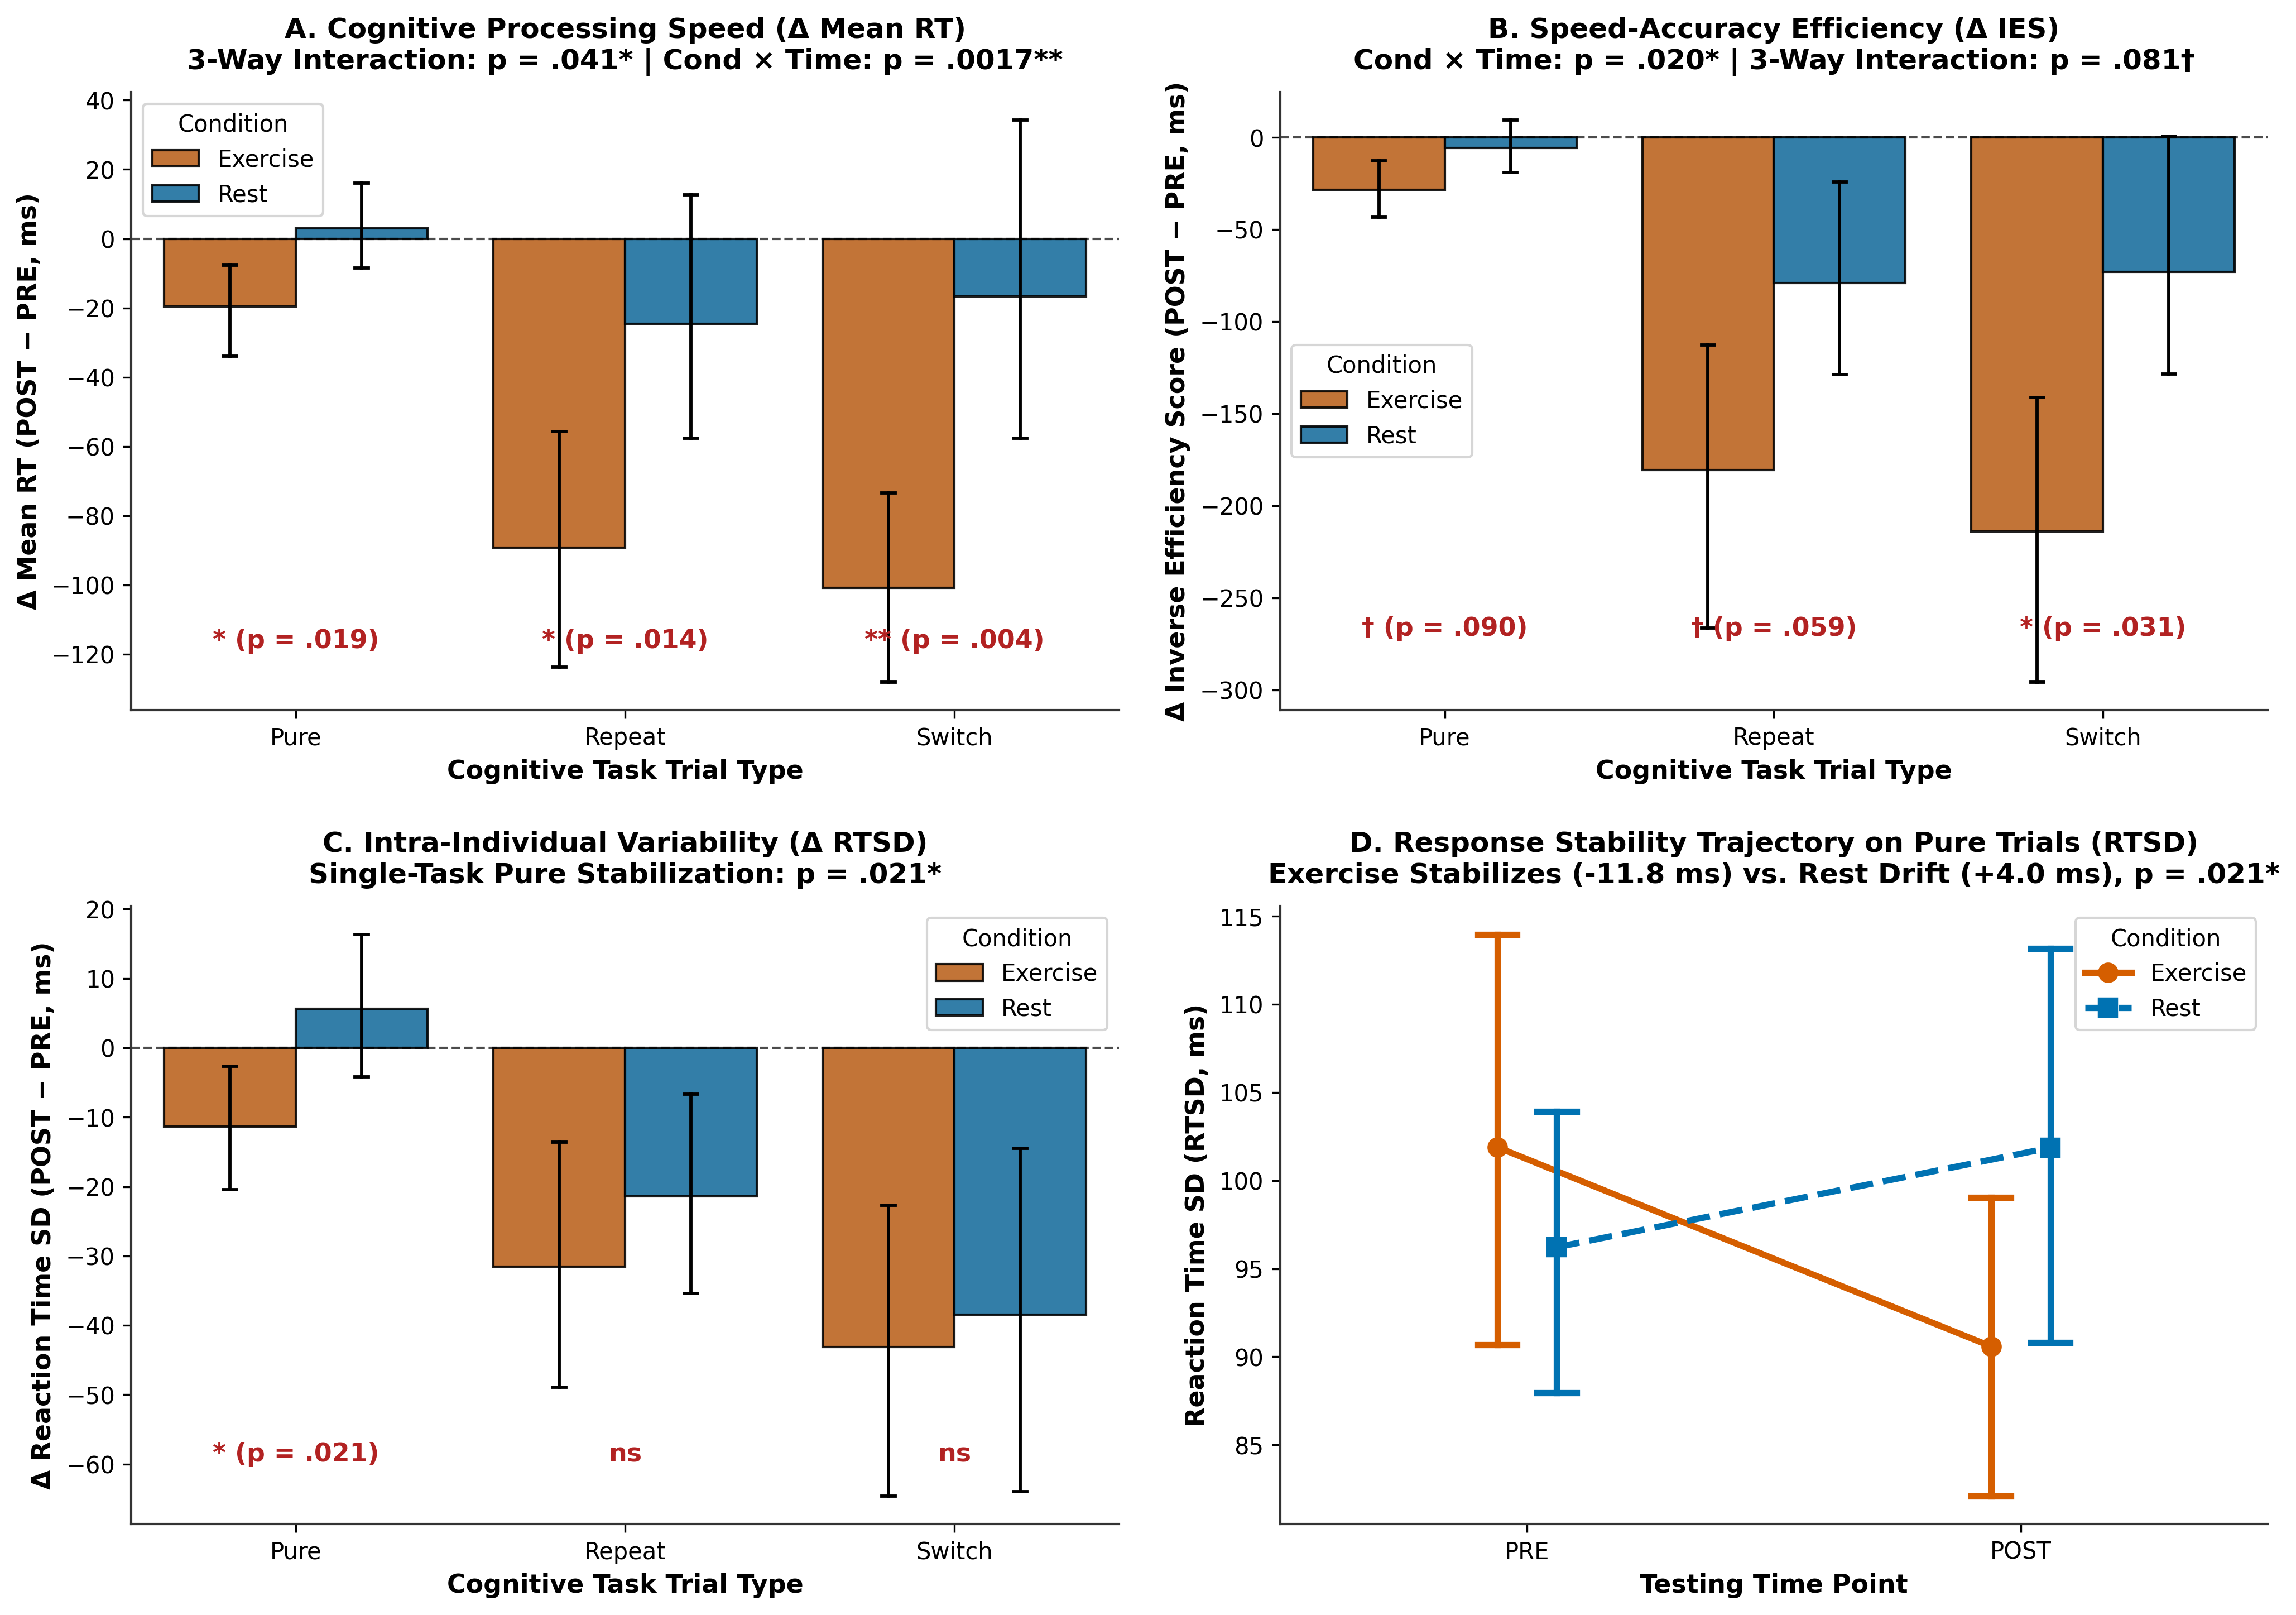 A. Cognitive Processing Speed (Δ Mean RT)
3-Way Interaction: p = .041* | Cond × Time: p = .0017**
Δ Mean RT (POST − PRE, ms)
40
20
0
−20
−40
−60
−80
−100
−120
Condition
Exercise
Rest
* (p = .019)
* (p = .014)
** (p = .004)
Pure
Repeat
Switch
Cognitive Task Trial Type
B. Speed-Accuracy Efficiency (Δ IES)
Cond × Time: p = .020* | 3-Way Interaction: p = .081†
Δ Inverse Efficiency Score (POST − PRE, ms)
0
−50
−100
−150
−200
−250
−300
Condition
Exercise
Rest
† (p = .090)
† (p = .059)
* (p = .031)
Pure
Repeat
Switch
Cognitive Task Trial Type
C. Intra-Individual Variability (Δ RTSD)
Single-Task Pure Stabilization: p = .021*
Δ Reaction Time SD (POST − PRE, ms)
20
10
0
−10
−20
−30
−40
−50
−60
Condition
Exercise
Rest
* (p = .021)
ns
ns
Pure
Repeat
Switch
Cognitive Task Trial Type
D. Response Stability Trajectory on Pure Trials (RTSD)
Exercise Stabilizes (-11.8 ms) vs. Rest Drift (+4.0 ms), p = .021*
Reaction Time SD (RTSD, ms)
115
110
105
100
95
90
85
Condition
Exercise
Rest
PRE
POST
Testing Time Point